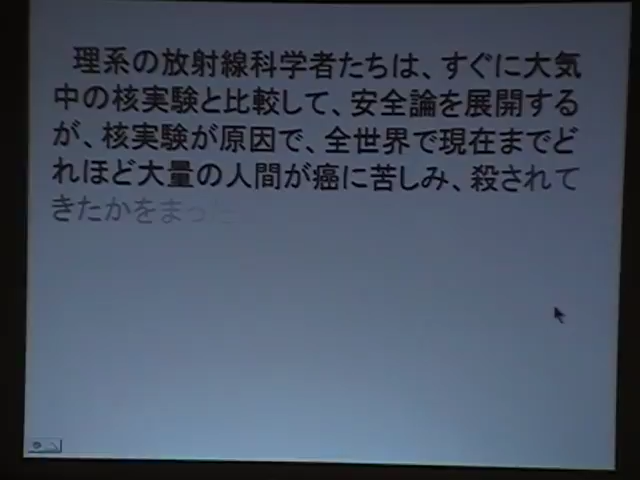 理系の放射線科学者たちは、すぐに大気
中の核実験と比較して、安全論を展開する
が、核実験が原因で、全世界で現在までど
れほど大量の人間が癌に苦しみ、殺されて
きたかをまった